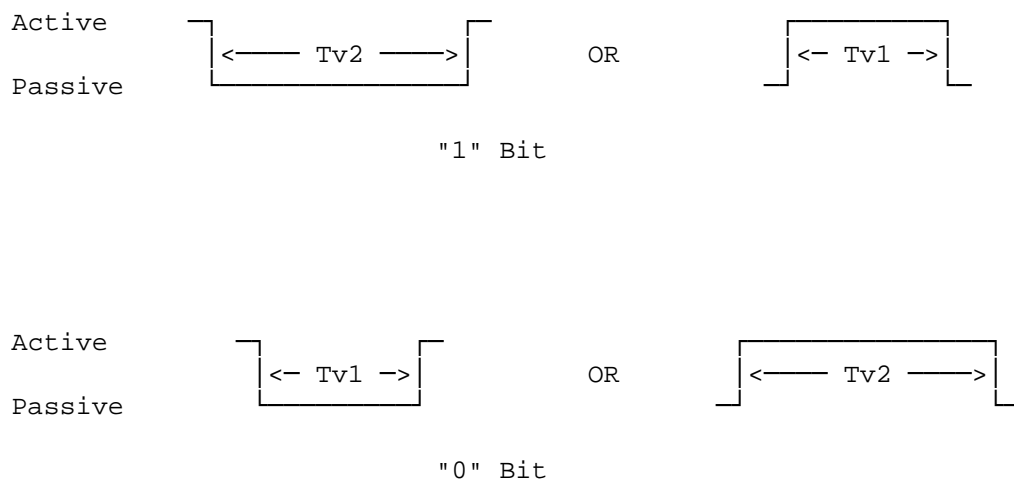 Active
<---- Tv2 ----> OR <- Tv1 ->
Passive
"1" Bit
Active
<- Tv1 -> OR <---- Tv2 ---->
Passive
"0" Bit